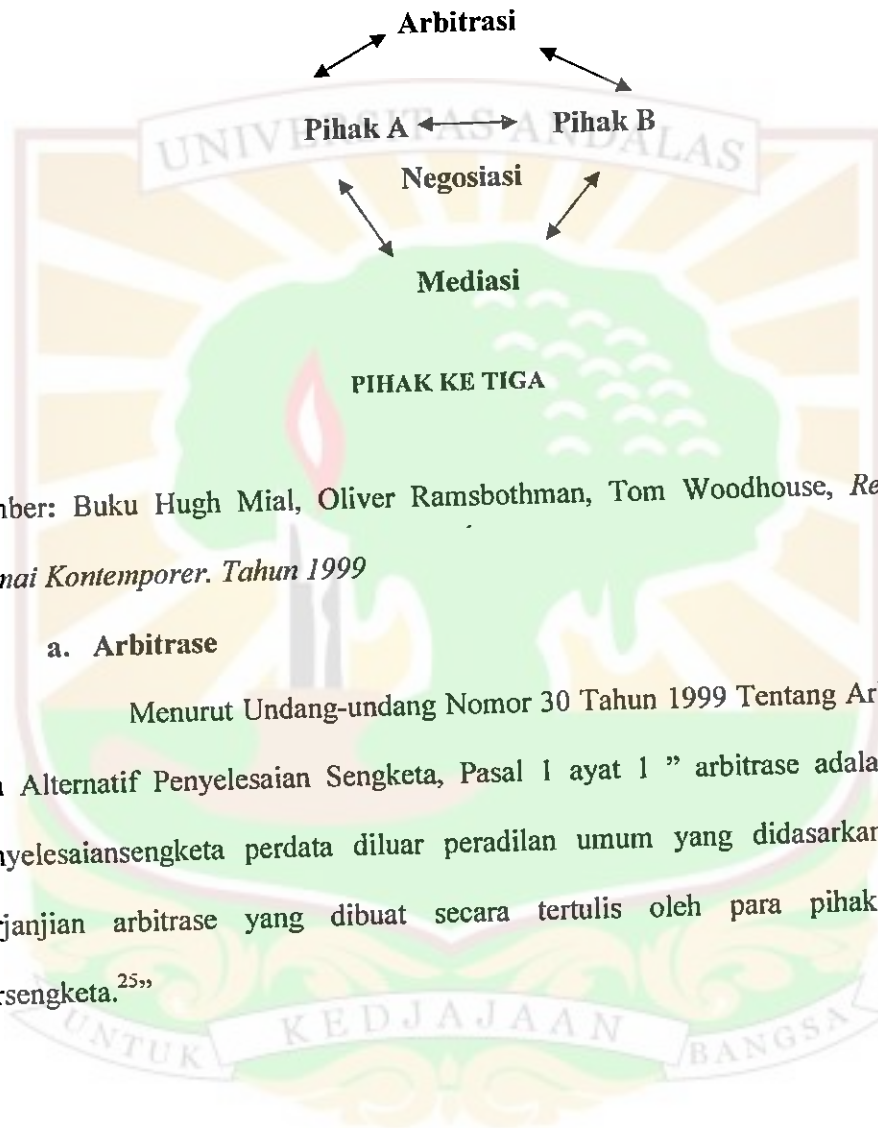 Arbitrasi
Pihak A Pihak B
Negosiasi
Mediasi
PIHAK KE TIGA
UNIVERSITAS ANDALAS
mber: Buku Hugh Mial, Oliver Ramsbothman, Tom Woodhouse, Re
mai Kontemporer. Tahun 1999
a. Arbitrase
Menurut Undang-undang Nomor 30 Tahun 1999 Tentang Ar
Alternatif Penyelesaian Sengketa, Pasal 1 ayat 1 ” arbitrase adala
nyelesaiansengketa perdata diluar peradilan umum yang didasarkan
rjanjian arbitrase yang dibuat secara tertulis oleh para pihak
rsengketa.25”
UNTUK KEDJAJAAN BANGSA